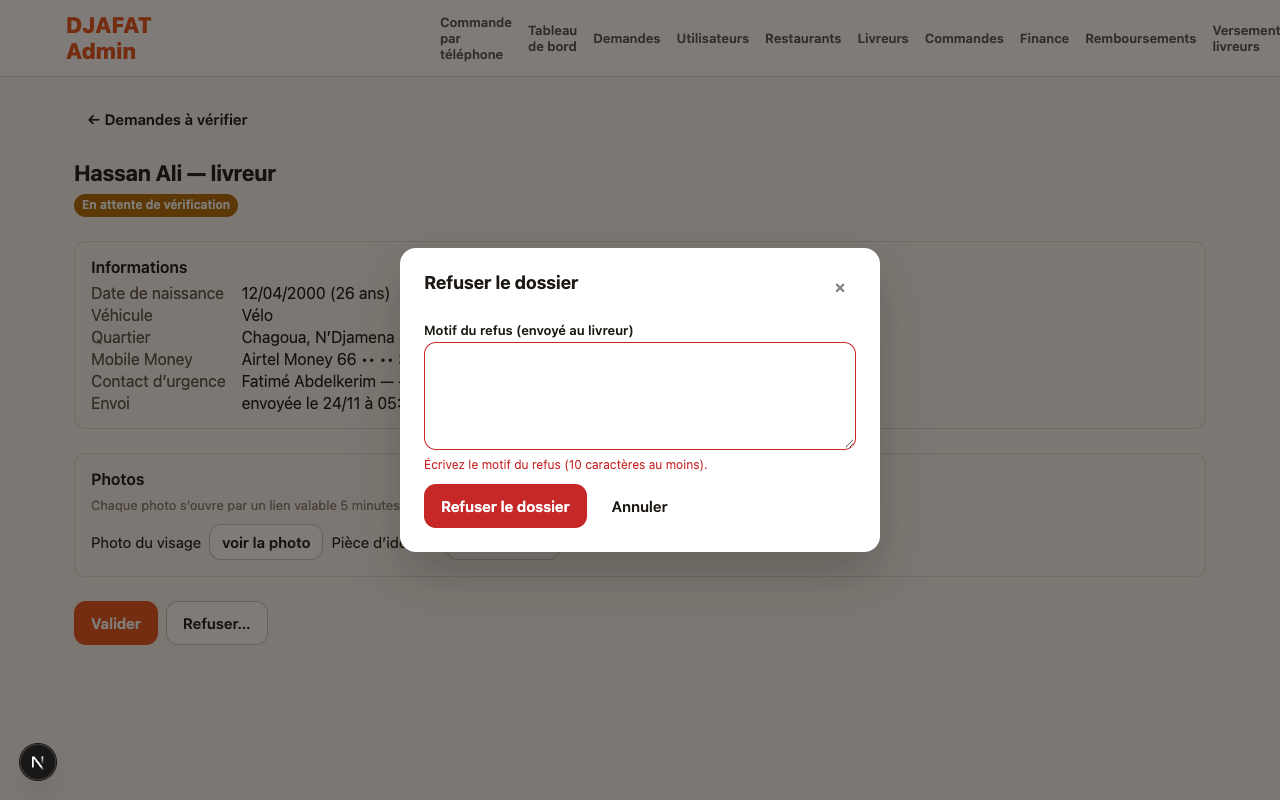 DJAFAT
Admin
Commande
par
téléphone
Tableau
de bord
Demandes
Utilisateurs
Restaurants
Livreurs
Commandes
Finance
Remboursements
Versement
livreurs
← Demandes à vérifier
Hassan Ali — livreur
En attente de vérification
Informations
Date de naissance 12/04/2000 (26 ans)
Véhicule Vélo
Quartier Chagoua, N’Djamena
Mobile Money Airtel Money 66 •• ••
Contact d’urgence Fatimé Abdelkerim —
Envoi envoyée le 24/11 à 05:
Photos
Chaque photo s’ouvre par un lien valable 5 minutes
Photo du visage voir la photo Pièce d’id
Valider
Refuser...
Refuser le dossier
×
Motif du refus (envoyé au livreur)
Écrivez le motif du refus (10 caractères au moins).
Refuser le dossier
Annuler
N